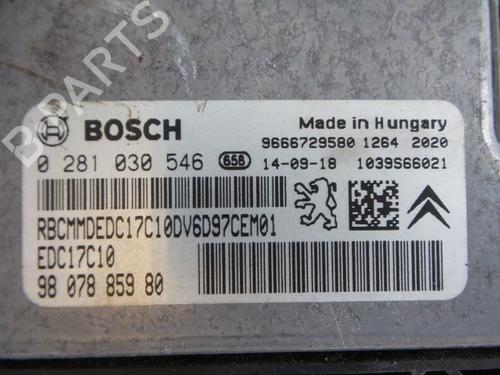 B-PARTS
BOSCH
Made in Hungary
9666729580 1264 2020
0 281 030 546 658 14-09-18 1039S66021
RBCMMDEDC17C10DV6D97CEM01
EDC17C10
98 078 859 80